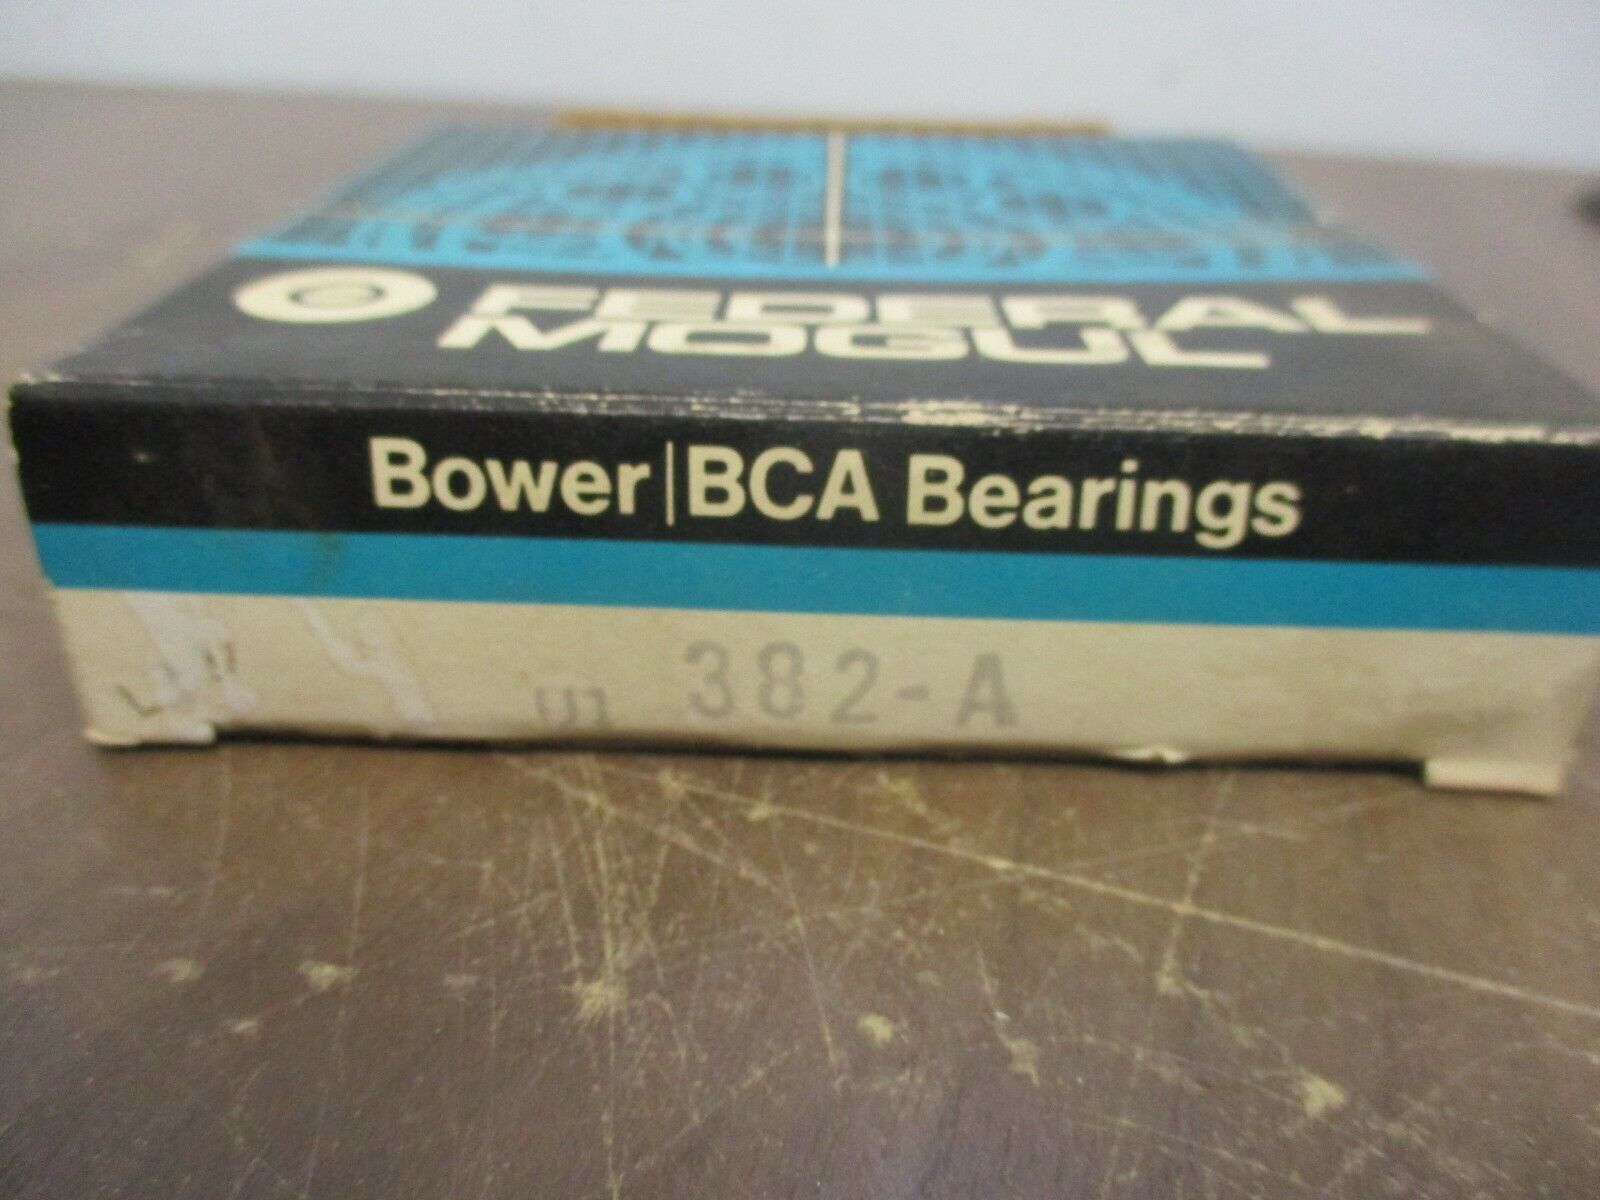 FEDERAL
MOGUL
Bower|BCA Bearings
382-A